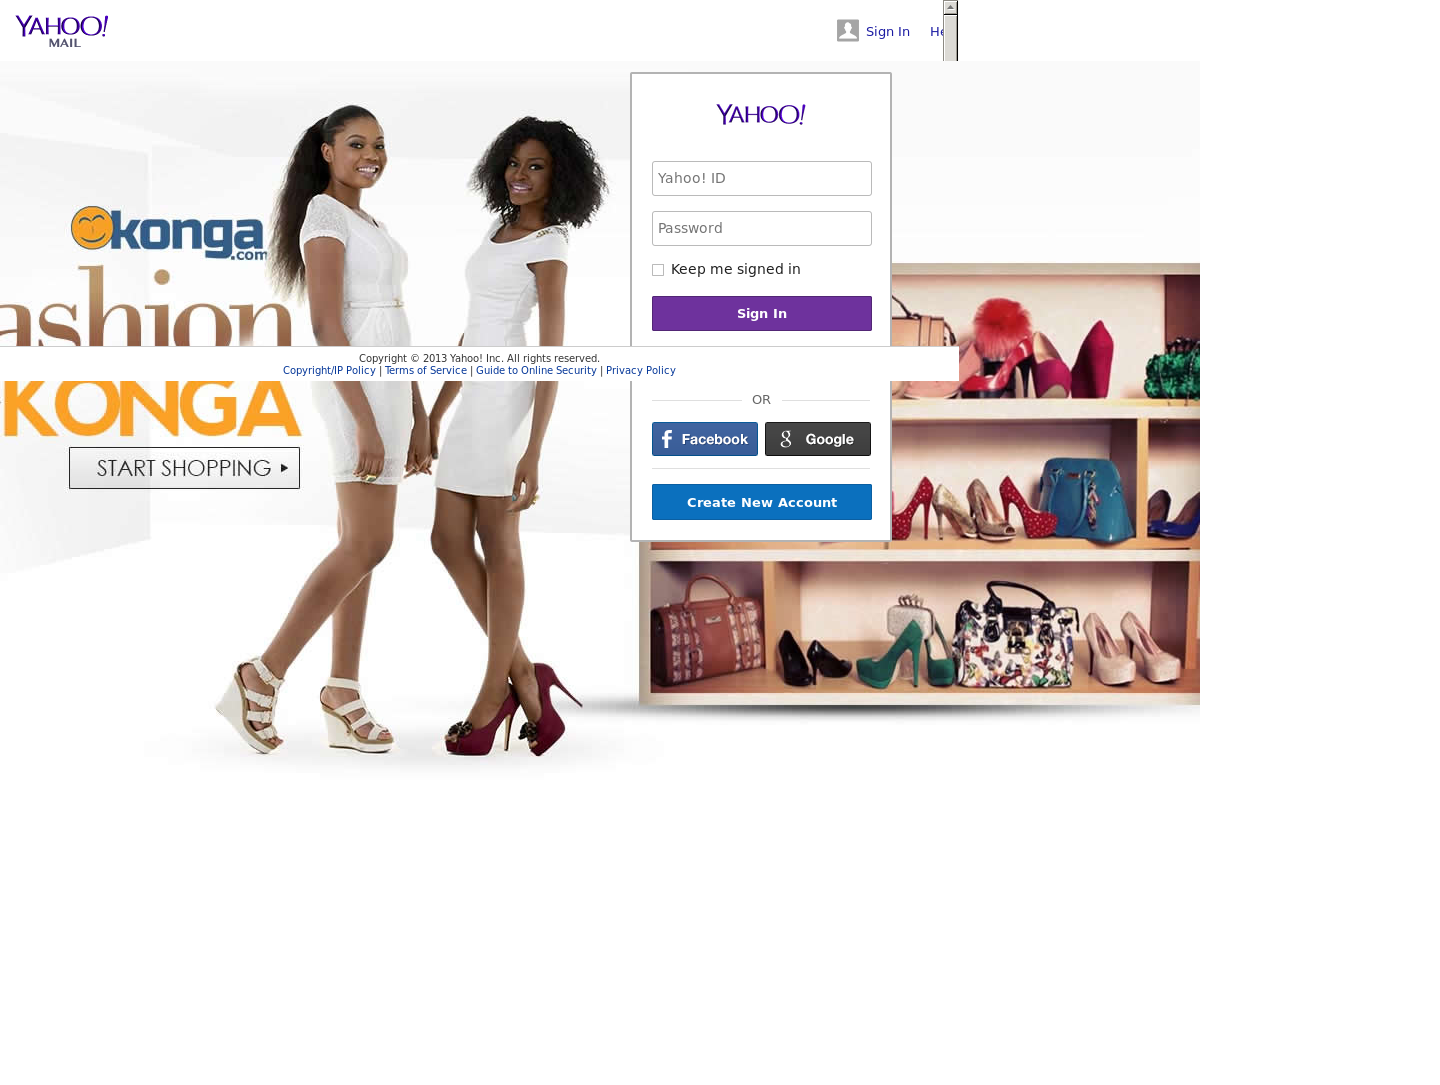 YAHOO!
MAIL
Sign In
YAHOO!
Yahoo! ID
Password
Keep me signed in
Sign In
konga
.com
ashion
Copyright © 2013 Yahoo! Inc. All rights reserved.
Copyright/IP Policy | Terms of Service | Guide to Online Security | Privacy Policy
KONGA
START SHOPPING
OR
Facebook
Google
Create New Account